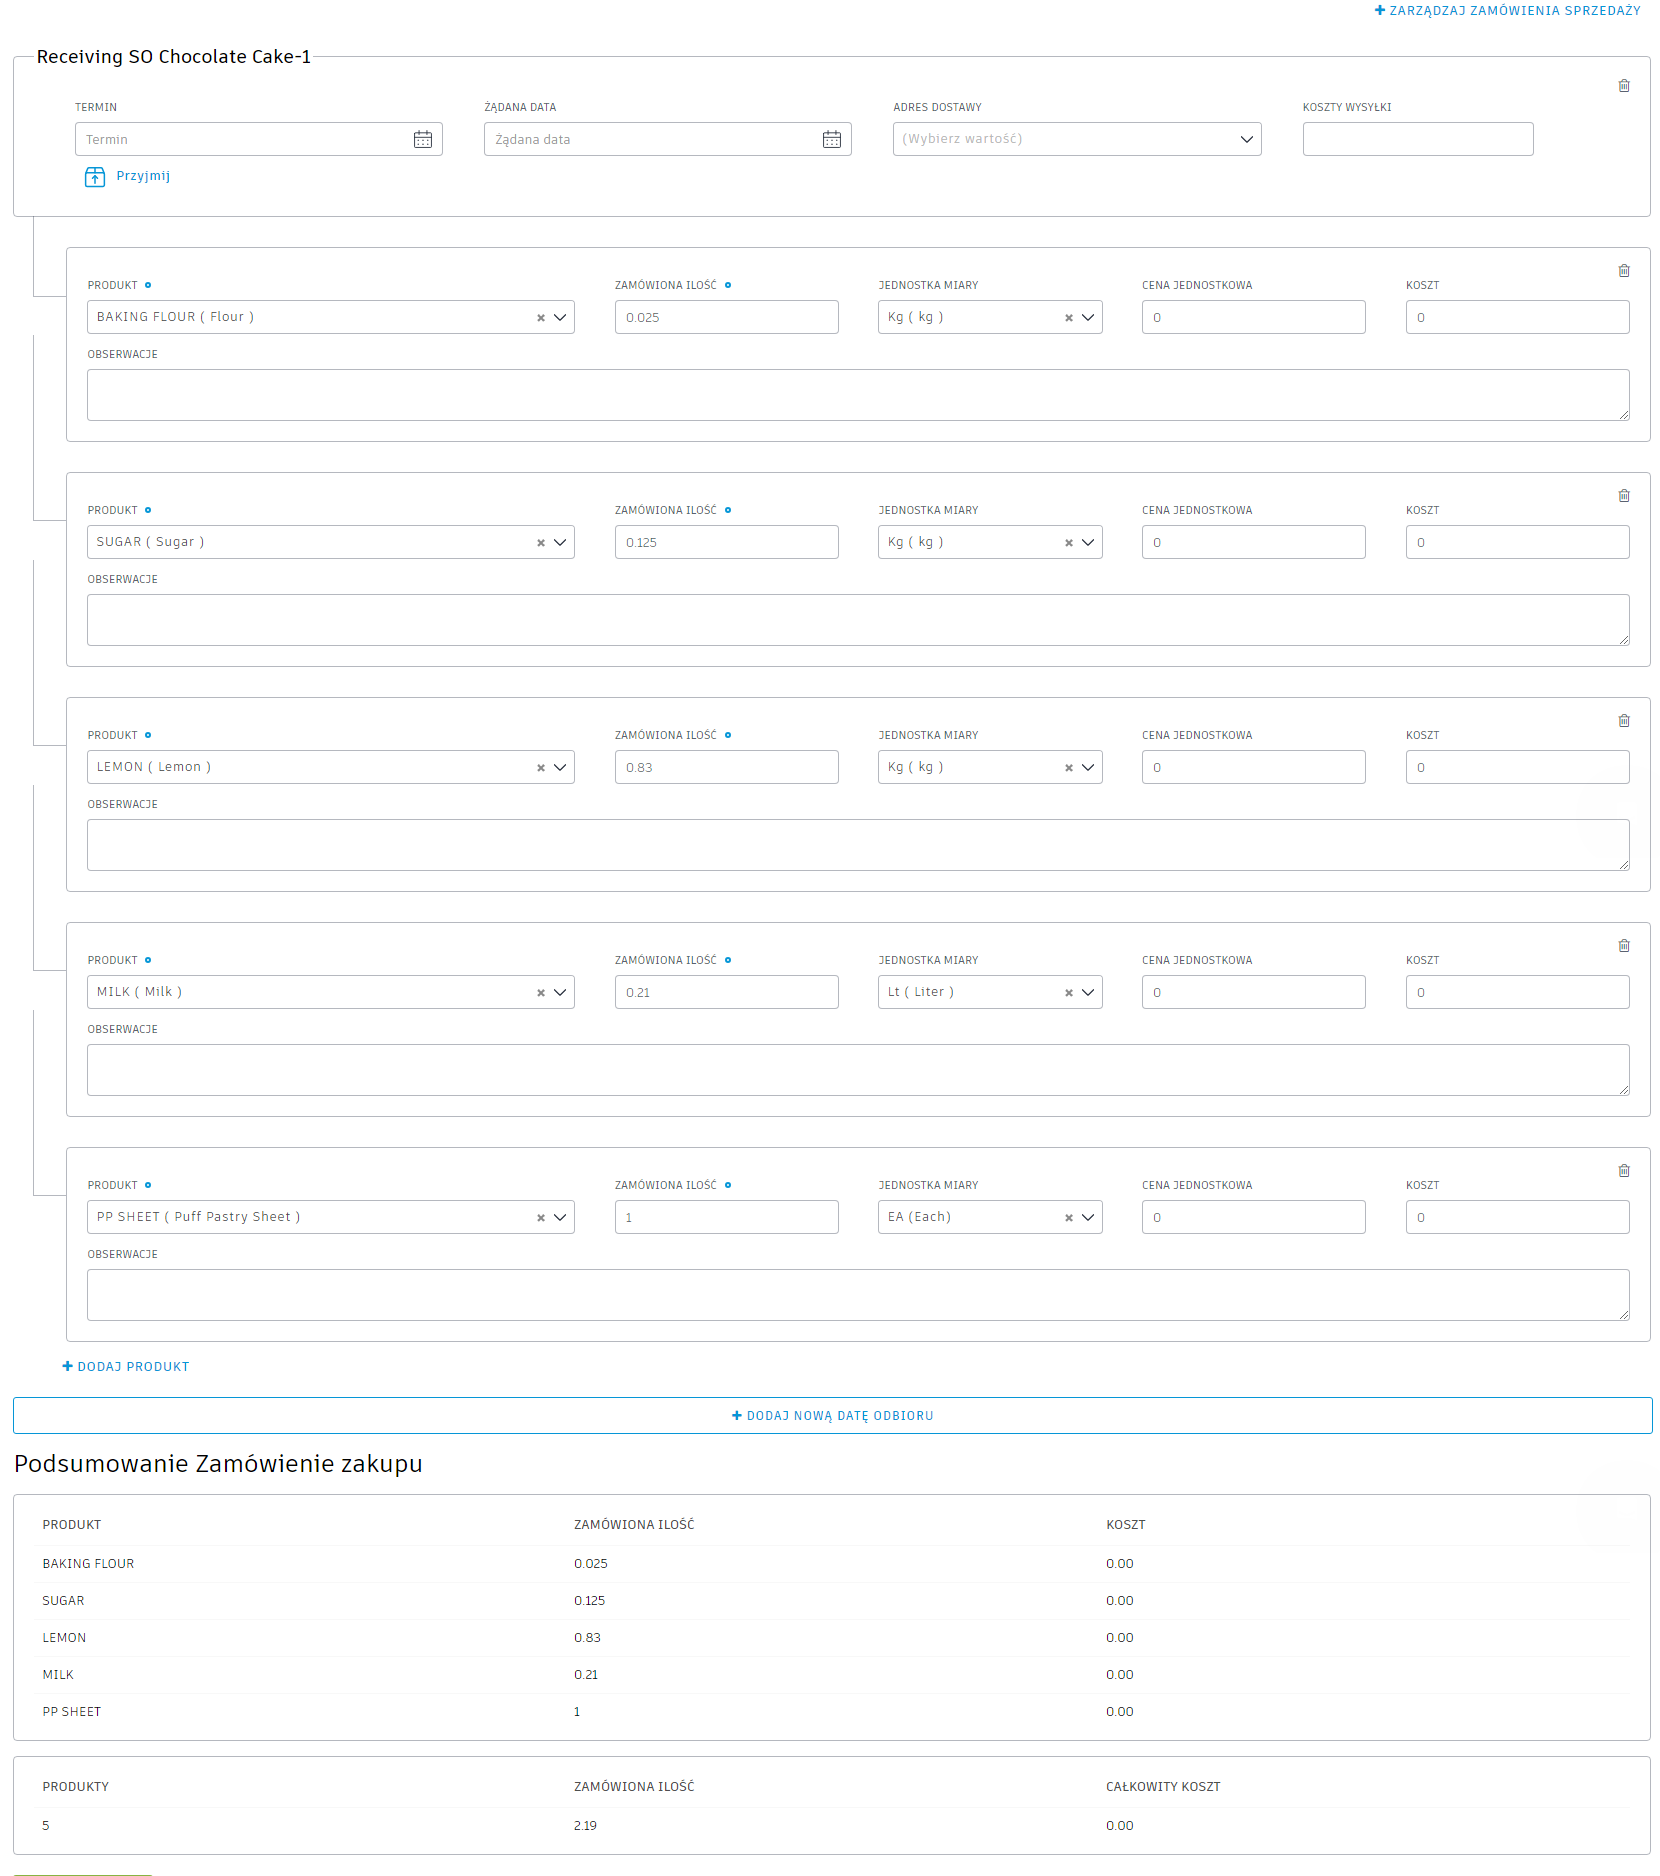 + ZARZĄDZAJ ZAMÓWIENIA SPRZEDAŻY
Receiving SO Chocolate Cake-1
TERMIN ŻĄDANA DATA ADRES DOSTAWY KOSZTY WYSYŁKI
Termin Żądana data (Wybierz wartość)
Przyjmij
PRODUKT ZAMÓWIONA ILOŚĆ JEDNOSTKA MIARY CENA JEDNOSTKOWA KOSZT
BAKING FLOUR ( Flour ) × 0.025 Kg ( kg ) × 0 0
OBSERWACJE
PRODUKT ZAMÓWIONA ILOŚĆ JEDNOSTKA MIARY CENA JEDNOSTKOWA KOSZT
SUGAR ( Sugar ) × 0.125 Kg ( kg ) × 0 0
OBSERWACJE
PRODUKT ZAMÓWIONA ILOŚĆ JEDNOSTKA MIARY CENA JEDNOSTKOWA KOSZT
LEMON ( Lemon ) × 0.83 Kg ( kg ) × 0 0
OBSERWACJE
PRODUKT ZAMÓWIONA ILOŚĆ JEDNOSTKA MIARY CENA JEDNOSTKOWA KOSZT
MILK ( Milk ) × 0.21 Lt ( Liter ) × 0 0
OBSERWACJE
PRODUKT ZAMÓWIONA ILOŚĆ JEDNOSTKA MIARY CENA JEDNOSTKOWA KOSZT
PP SHEET ( Puff Pastry Sheet ) × 1 EA (Each) × 0 0
OBSERWACJE
+ DODAJ PRODUKT
+ DODAJ NOWĄ DATĘ ODBIORU
Podsumowanie Zamówienie zakupu
PRODUKT ZAMÓWIONA ILOŚĆ KOSZT
BAKING FLOUR 0.025 0.00
SUGAR 0.125 0.00
LEMON 0.83 0.00
MILK 0.21 0.00
PP SHEET 1 0.00
PRODUKTY ZAMÓWIONA ILOŚĆ CAŁKOWITY KOSZT
5 2.19 0.00